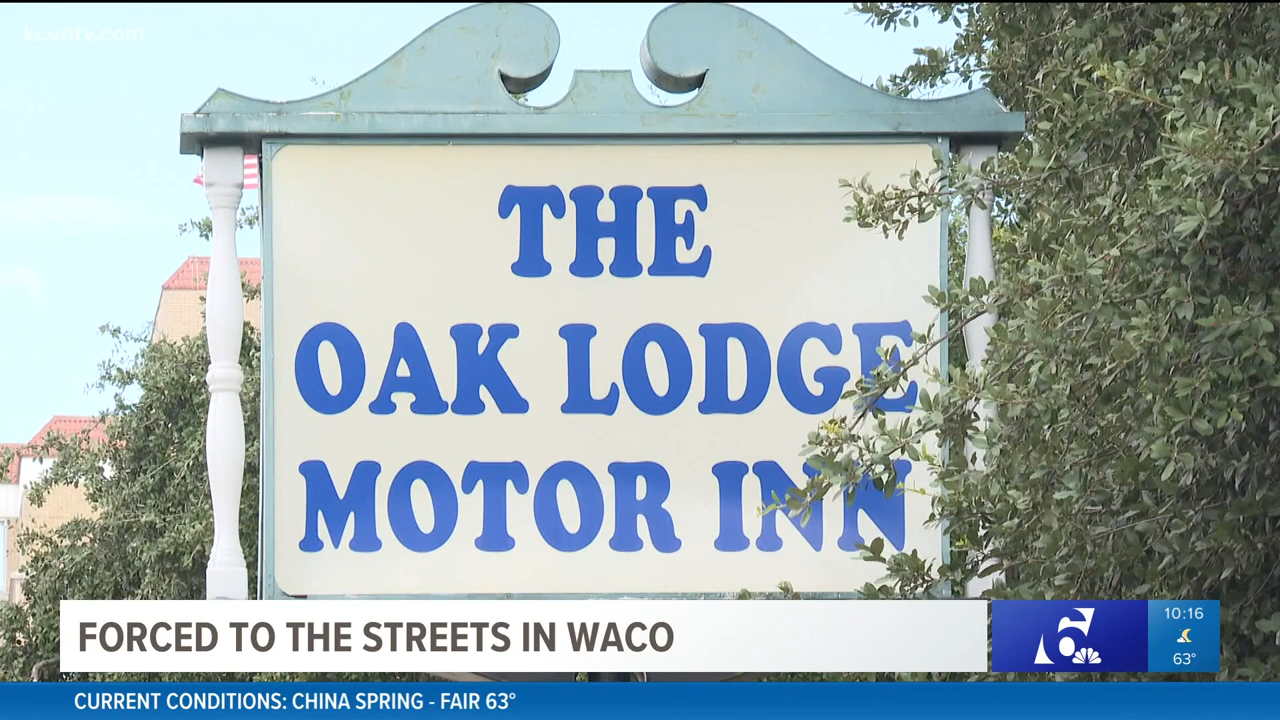 kcentv.com
THE
OAK LODGE
MOTOR INN
FORCED TO THE STREETS IN WACO
6
10:16
63°
CURRENT CONDITIONS: CHINA SPRING - FAIR 63°